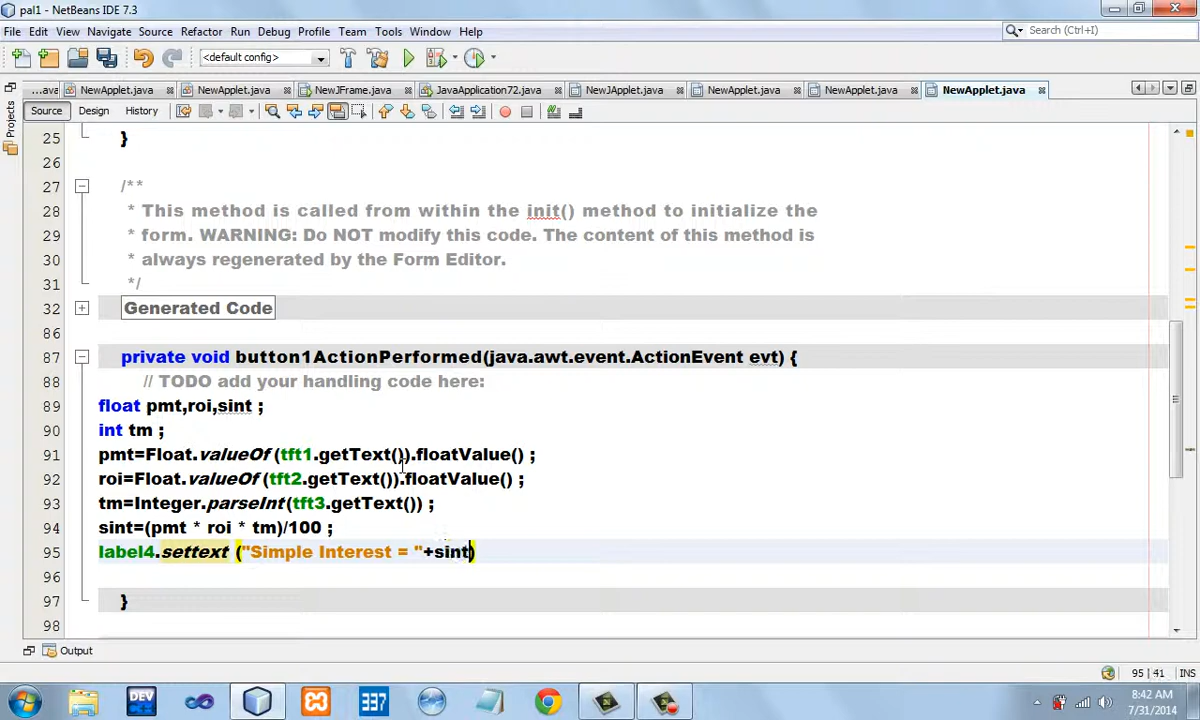 pal1 - NetBeans IDE 7.3
File Edit View Navigate Source Refactor Run Debug Profile Team Tools Window Help
<default config>
Search (Ctrl+I)
...ava NewApplet.java NewApplet.java NewJFrame.java JavaApplication72.java NewJApplet.java NewApplet.java NewApplet.java NewApplet.java
Source Design History
Projects
25 }
26
27 /**
28 * This method is called from within the init() method to initialize the
29 * form. WARNING: Do NOT modify this code. The content of this method is
30 * always regenerated by the Form Editor.
31 */
32 Generated Code
86
87 private void button1ActionPerformed(java.awt.event.ActionEvent evt) {
88 // TODO add your handling code here:
89 float pmt,roi,sint ;
90 int tm ;
91 pmt=Float.valueOf(tft1.getText()).floatValue() ;
92 roi=Float.valueOf(tft2.getText()).floatValue() ;
93 tm=Integer.parseInt(tft3.getText()) ;
94 sint=(pmt * roi * tm)/100 ;
95 label4.settext ("Simple Interest = "+sint)
96
97 }
98
Output
95 | 41 INS
DEV
337
8:42 AM
7/31/2014